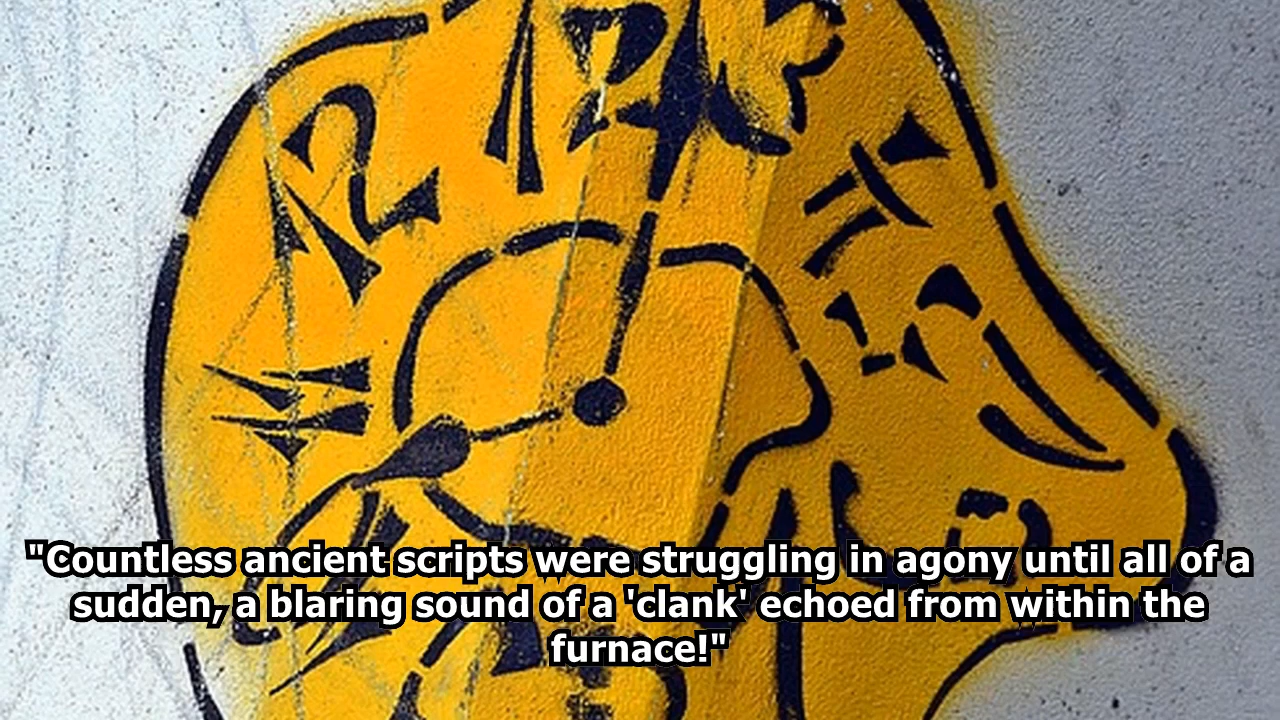 "Countless ancient scripts were struggling in agony until all of a
sudden, a blaring sound of a 'clank' echoed from within the
furnace!"